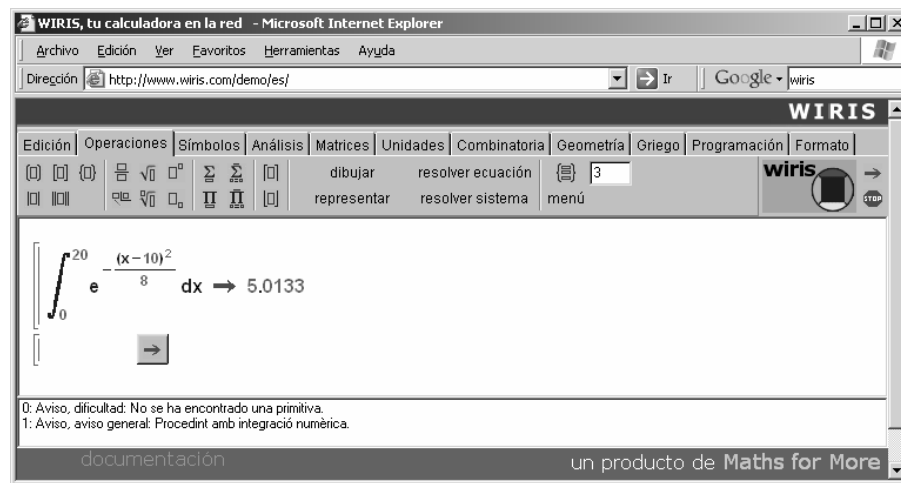 WIRIS, tu calculadora en la red - Microsoft Internet Explorer
Archivo Edición Ver Favoritos Herramientas Ayuda
Dirección http://www.wiris.com/demo/es/ Ir Google wiris
WIRIS
Edición Operaciones Símbolos Análisis Matrices Unidades Combinatoria Geometría Griego Programación Formato
dibujar resolver ecuación 3 wiris
representar resolver sistema menú STOP
∫₀²⁰ e^(-(x-10)²/8) dx → 5.0133
0: Aviso, dificultad: No se ha encontrado una primitiva.
1: Aviso, aviso general: Procedint amb integració numèrica.
documentación un producto de Maths for More